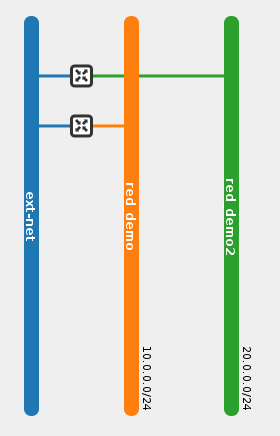 ext-net
red demo
10.0.0.0/24
red demo2
20.0.0.0/24